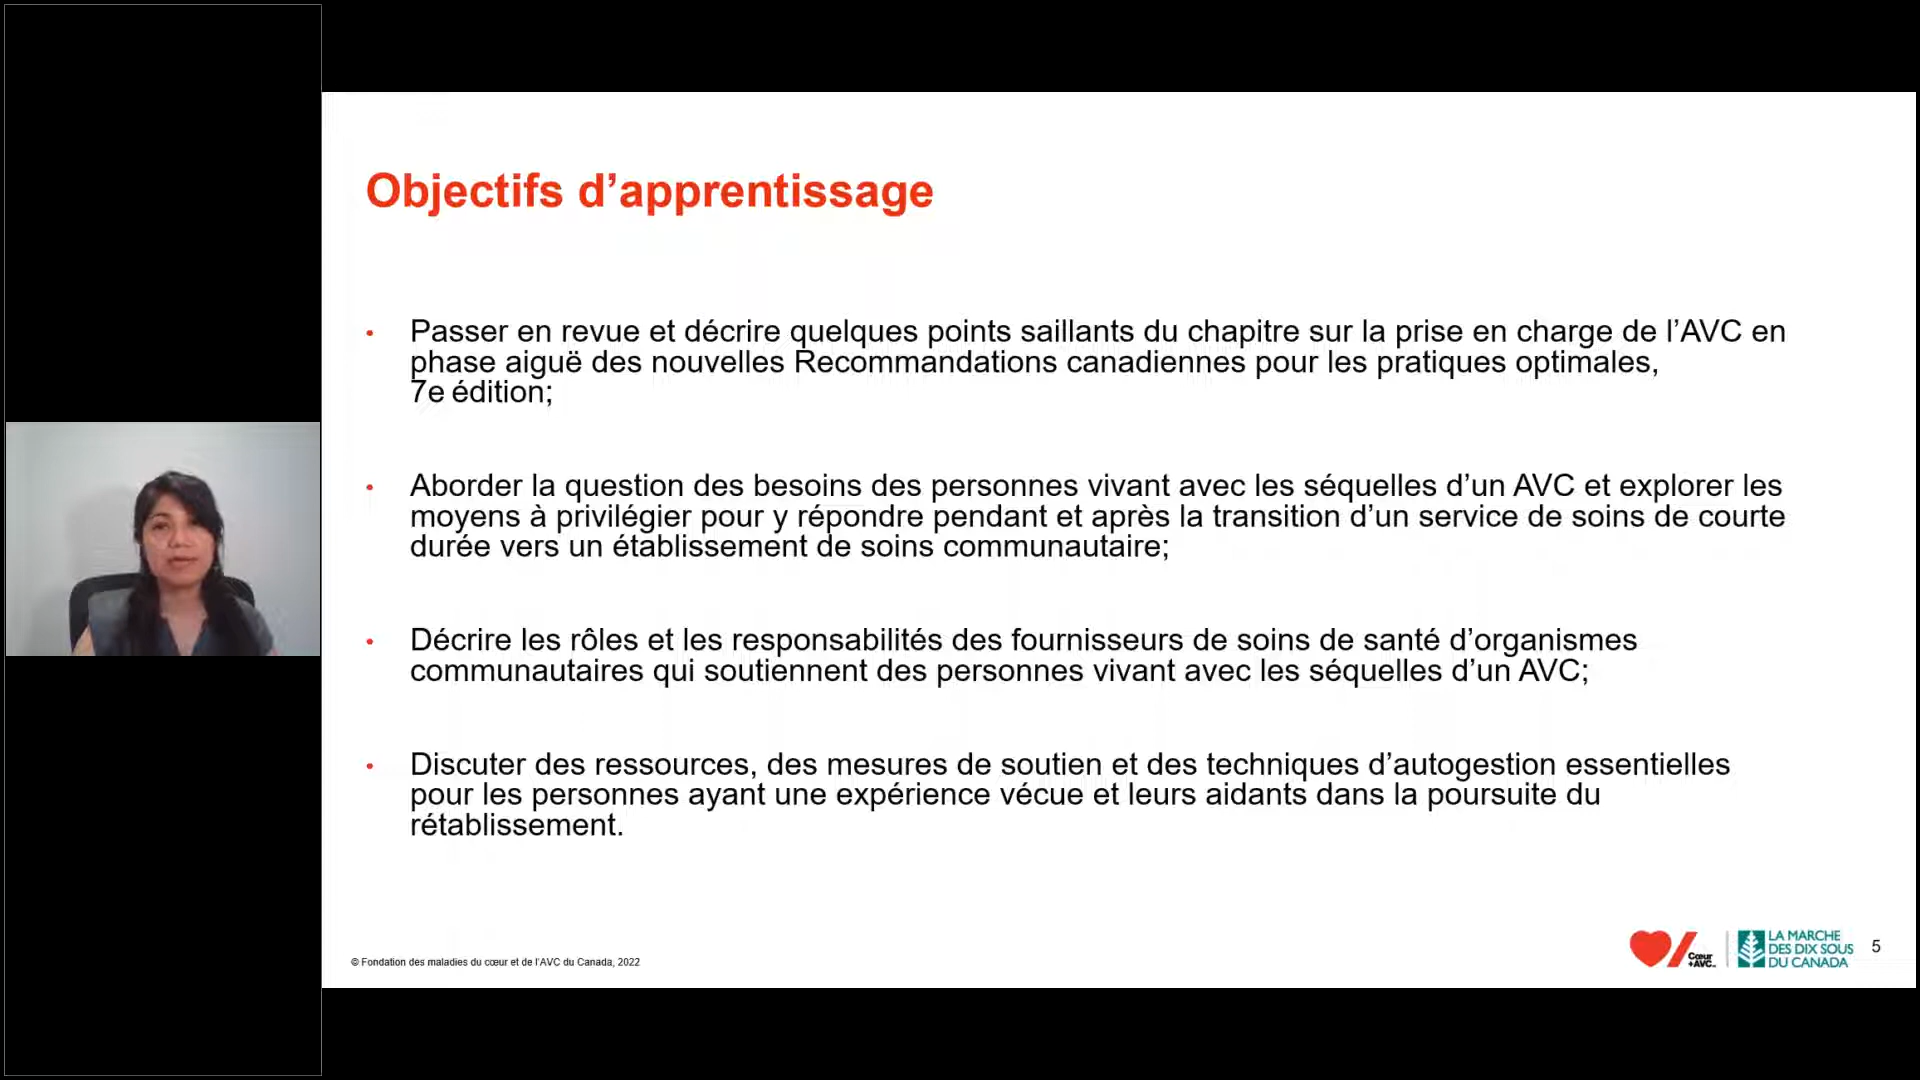 Objectifs d’apprentissage
• Passer en revue et décrire quelques points saillants du chapitre sur la prise en charge de l’AVC en
phase aiguë des nouvelles Recommandations canadiennes pour les pratiques optimales,
7e édition;
• Aborder la question des besoins des personnes vivant avec les séquelles d’un AVC et explorer les
moyens à privilégier pour y répondre pendant et après la transition d’un service de soins de courte
durée vers un établissement de soins communautaire;
• Décrire les rôles et les responsabilités des fournisseurs de soins de santé d’organismes
communautaires qui soutiennent des personnes vivant avec les séquelles d’un AVC;
• Discuter des ressources, des mesures de soutien et des techniques d’autogestion essentielles
pour les personnes ayant une expérience vécue et leurs aidants dans la poursuite du
rétablissement.
© Fondation des maladies du cœur et de l’AVC du Canada, 2022
Cœur
+AVC
LA MARCHE
DES DIX SOUS
DU CANADA
5